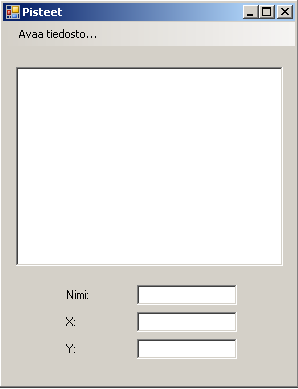 Pisteet
Avaa tiedosto...
Nimi:
X:
Y: